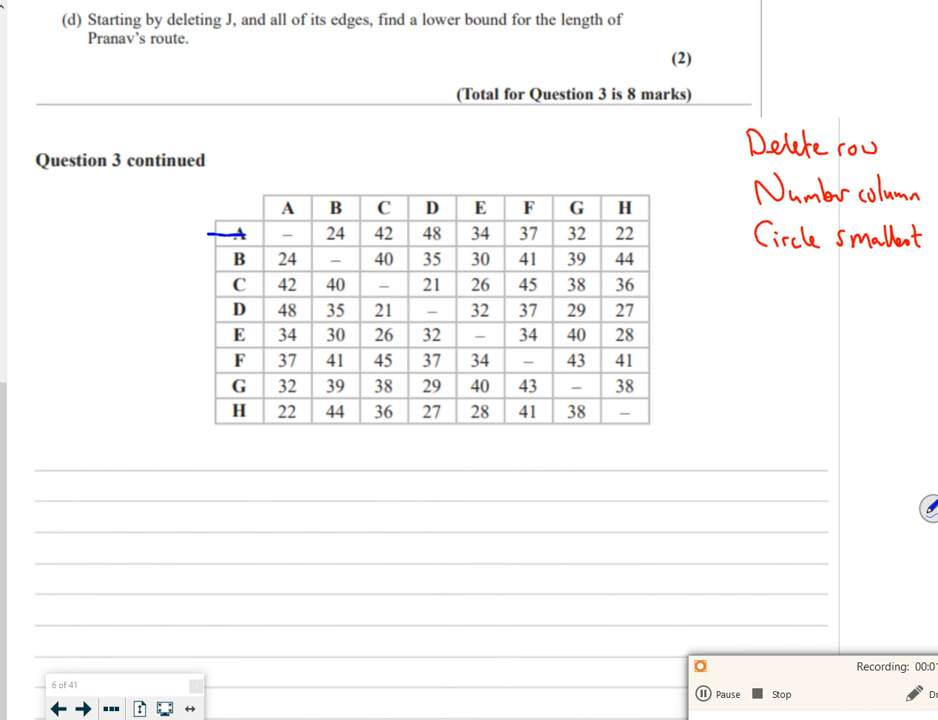 (d) Starting by deleting J, and all of its edges, find a lower bound for the length of
Pranav's route.
(2)
(Total for Question 3 is 8 marks)
Question 3 continued
Delete row
Number column
Circle smallest
A B C D E F G H
A – 24 42 48 34 37 32 22
B 24 – 40 35 30 41 39 44
C 42 40 – 21 26 45 38 36
D 48 35 21 – 32 37 29 27
E 34 30 26 32 – 34 40 28
F 37 41 45 37 34 – 43 41
G 32 39 38 29 40 43 – 38
H 22 44 36 27 28 41 38 –
6 of 41
Recording: 00:0
Pause Stop